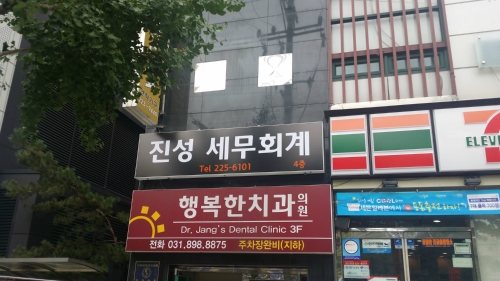 진성 세무회계
Tel 225-6101 4층
행복한치과의원
Dr, Jang's Dental Clinic 3F
전화 031,898,8875 주차장완비(지하)
7
ELEVE